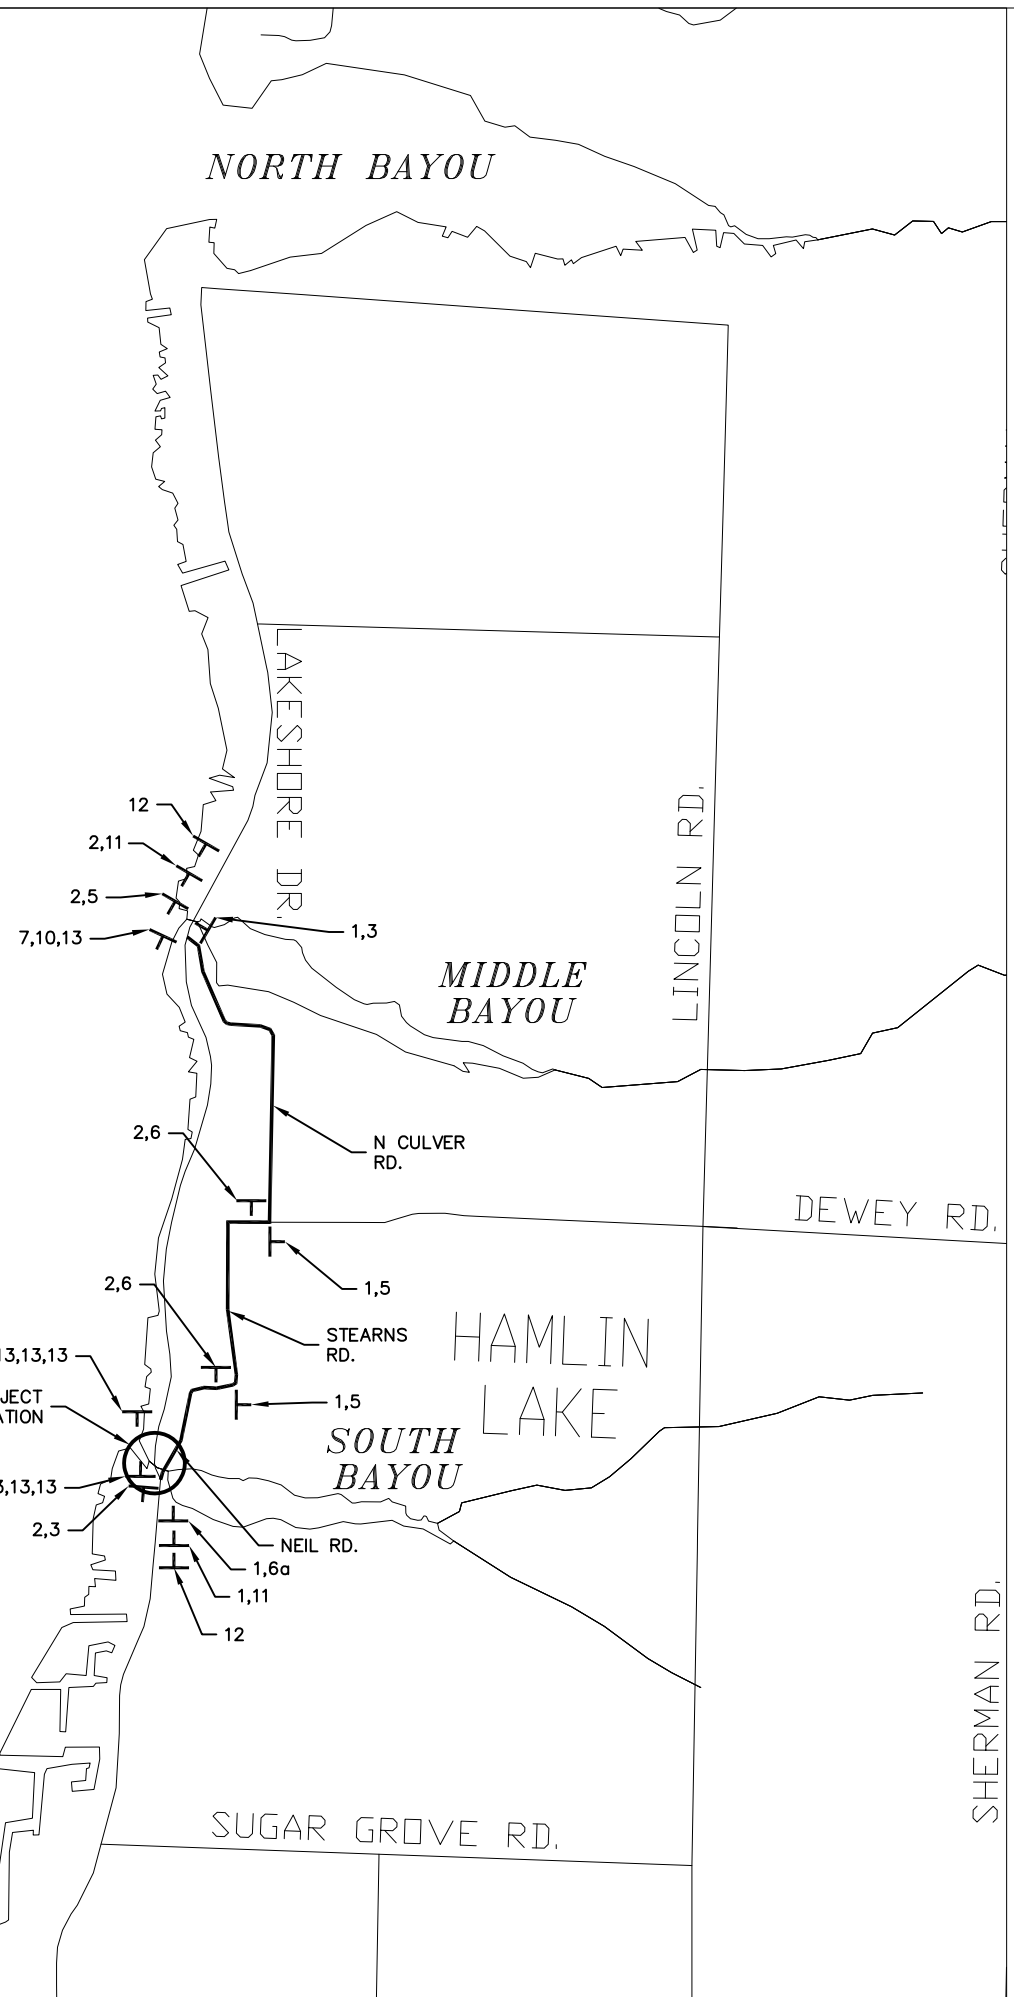 NORTH BAYOU
LAKESHORE DR.
LINCOLN RD.
12
2,11
2,5
7,10,13
1,3
MIDDLE
BAYOU
2,6
N CULVER
RD.
DEWEY RD.
1,5
2,6
STEARNS
RD.
HAMLIN
LAKE
13,13,13
1,5
SOUTH
BAYOU
13,13
2,3
NEIL RD.
1,6a
1,11
12
SHERMAN RD.
SUGAR GROVE RD.